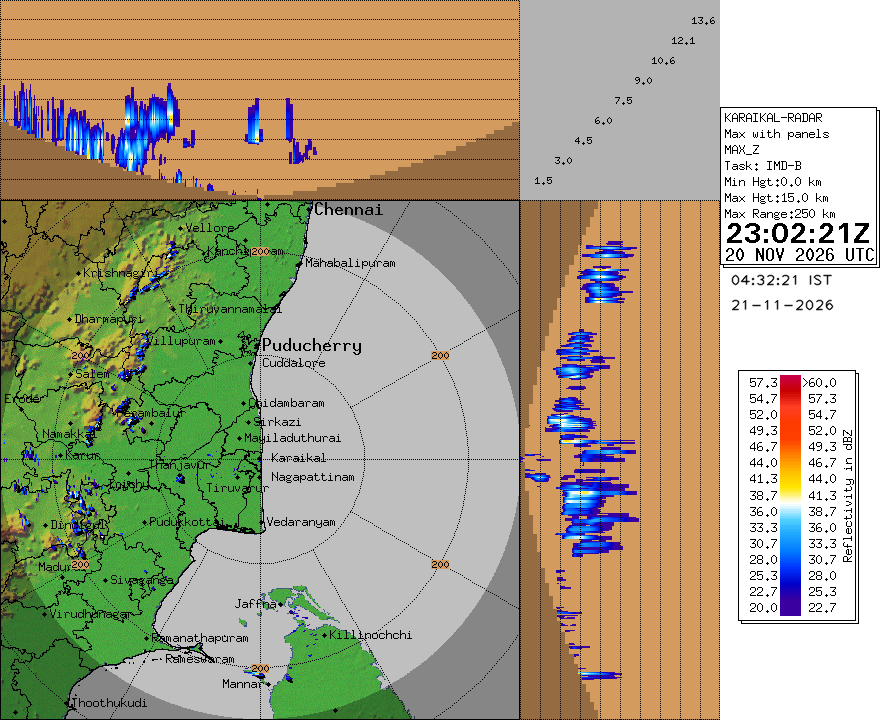 13.6
12.1
10.6
9.0
7.5
6.0
4.5
3.0
1.5
KARAIKAL-RADAR
Max with panels
MAX_Z
Task: IMD-B
Min Hgt:0.0 km
Max Hgt:15.0 km
Max Range:250 km
23:02:21Z
20 NOV 2026 UTC
04:32:21 IST
21-11-2026
Chennai
Vellore
200
Mahabalipuram
Krishnagiri
Thiruvannamalai
Dharmapuri
Villupuram
Puducherry
200
200
Cuddalore
Salem
Erode
Chidambaram
Perambalur
Sirkazi
Namakkal
Mayiladuthurai
Karur
Karaikal
Thanjavur
Nagapattinam
Tiruvarur
Pudukkottai
Vedaranyam
Madurai
200
200
Sivaganga
Jaffna
Virudhunagar
Killinochchi
Ramanathapuram
Rameswaram
200
Mannar
Thoothukudi
57.3 >60.0
54.7 57.3
52.0 54.7
49.3 52.0
46.7 49.3
44.0 46.7
41.3 44.0
38.7 41.3
36.0 38.7
33.3 36.0
30.7 33.3
28.0 30.7
25.3 28.0
22.7 25.3
20.0 22.7
Reflectivity in dBZ